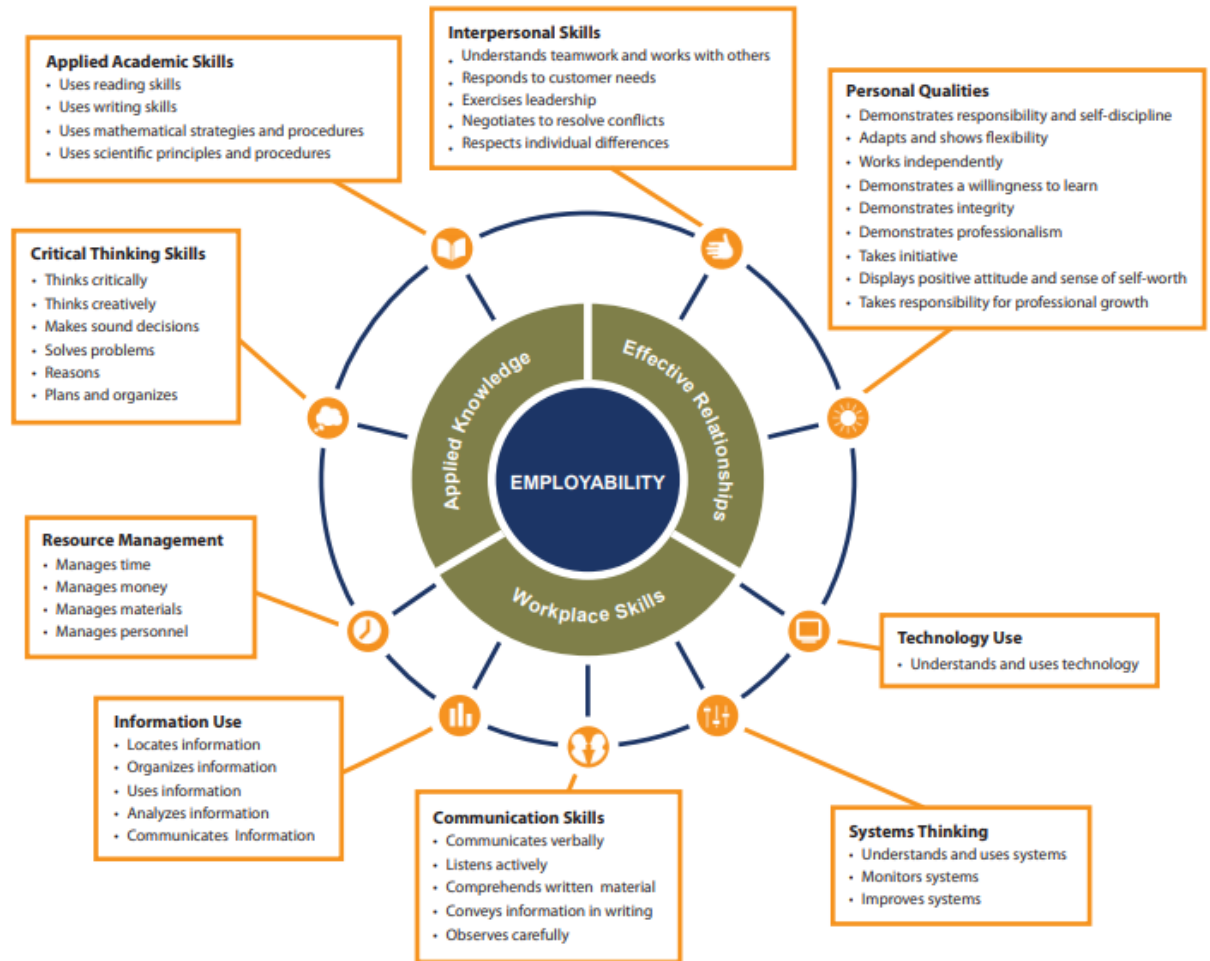 Applied Academic Skills
• Uses reading skills
• Uses writing skills
• Uses mathematical strategies and procedures
• Uses scientific principles and procedures
Interpersonal Skills
• Understands teamwork and works with others
• Responds to customer needs
• Exercises leadership
• Negotiates to resolve conflicts
• Respects individual differences
Personal Qualities
• Demonstrates responsibility and self-discipline
• Adapts and shows flexibility
• Works independently
• Demonstrates a willingness to learn
• Demonstrates integrity
• Demonstrates professionalism
• Takes initiative
• Displays positive attitude and sense of self-worth
• Takes responsibility for professional growth
Critical Thinking Skills
• Thinks critically
• Thinks creatively
• Makes sound decisions
• Solves problems
• Reasons
• Plans and organizes
Applied Knowledge
Effective Relationships
EMPLOYABILITY
Workplace Skills
Resource Management
• Manages time
• Manages money
• Manages materials
• Manages personnel
Technology Use
• Understands and uses technology
Information Use
• Locates information
• Organizes information
• Uses information
• Analyzes information
• Communicates Information
Communication Skills
• Communicates verbally
• Listens actively
• Comprehends written material
• Conveys information in writing
• Observes carefully
Systems Thinking
• Understands and uses systems
• Monitors systems
• Improves systems